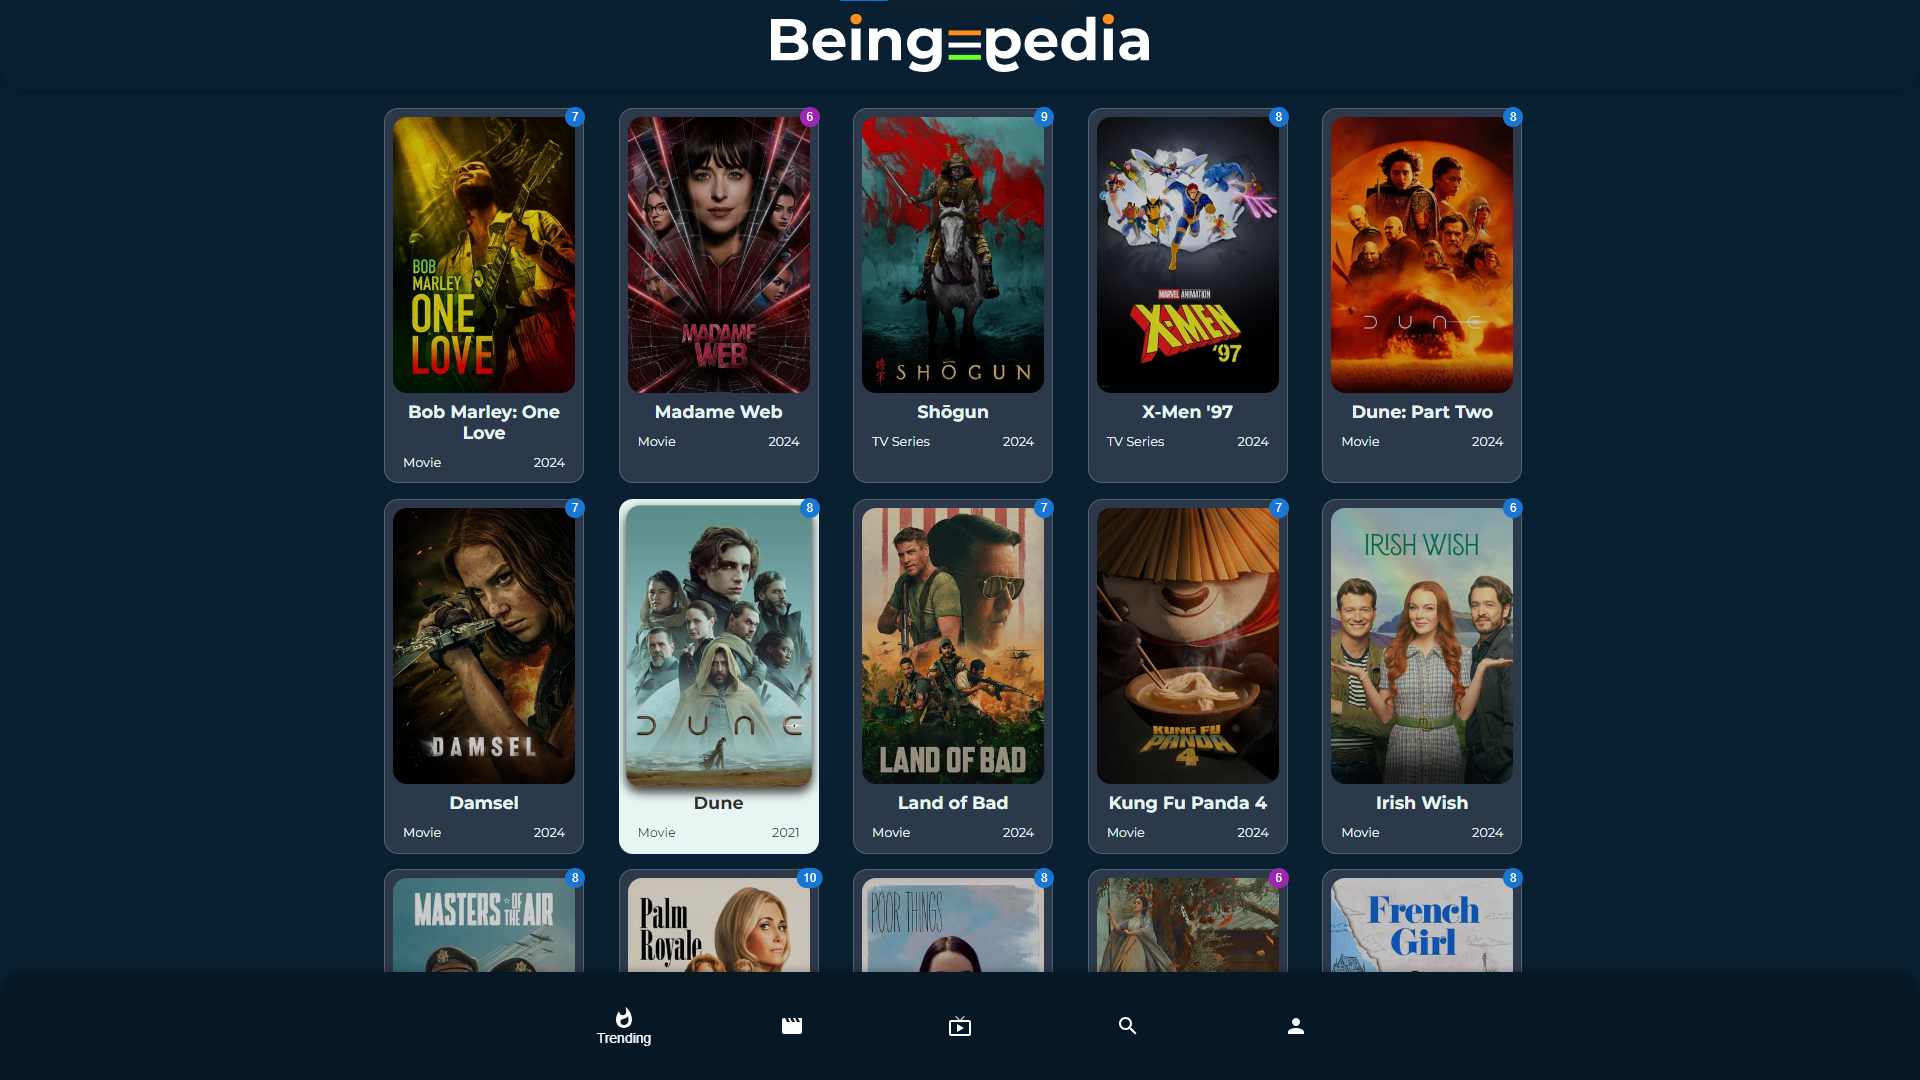 Being pedia
7
6
9
8
8
BOB
MARLEY
ONE
LOVE
MADAME
WEB
将軍 SHŌGUN
MARVEL ANIMATION
X-MEN
'97
DUNE
Bob Marley: One
Love
Movie 2024
Madame Web
Movie 2024
Shōgun
TV Series 2024
X-Men '97
TV Series 2024
Dune: Part Two
Movie 2024
7
8
7
7
6
DAMSEL
DUNE
LAND OF BAD
KUNG FU
PANDA
4
IRISH WISH
Damsel
Movie 2024
Dune
Movie 2021
Land of Bad
Movie 2024
Kung Fu Panda 4
Movie 2024
Irish Wish
Movie 2024
8
10
8
6
8
MASTERS OF THE AIR
Palm
Royale
POOR THINGS
French
Girl
Trending